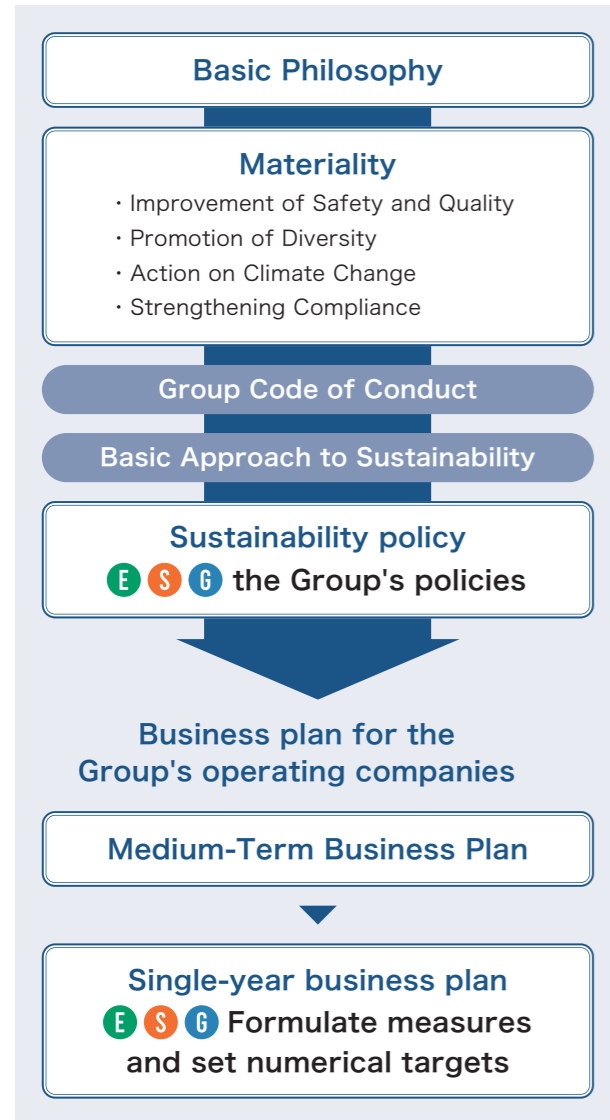 Basic Philosophy
Materiality
・Improvement of Safety and Quality
・Promotion of Diversity
・Action on Climate Change
・Strengthening Compliance
Group Code of Conduct
Basic Approach to Sustainability
Sustainability policy
E S G the Group's policies
Business plan for the
Group's operating companies
Medium-Term Business Plan
Single-year business plan
E S G Formulate measures
and set numerical targets